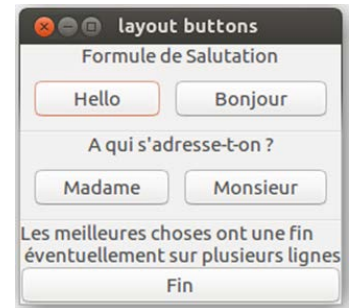 layout buttons
Formule de Salutation
Hello Bonjour
A qui s'adresse-t-on ?
Madame Monsieur
Les meilleures choses ont une fin
éventuellement sur plusieurs lignes
Fin